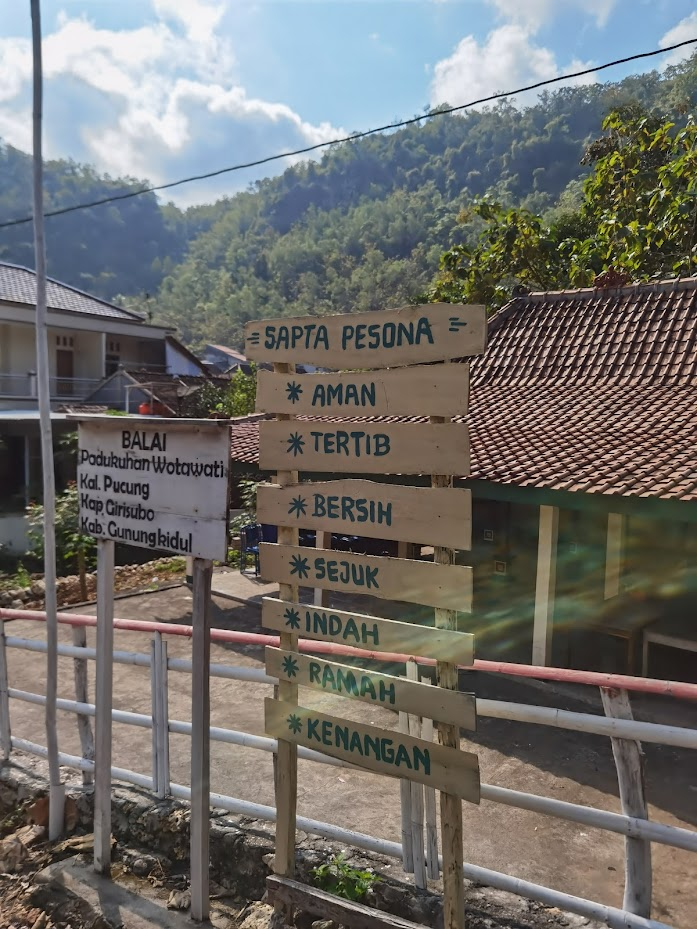 BALAI
Padukuhan Wotawati
Kal. Pucung
Kap. Girisubo
Kab. Gunungkidul
SAPTA PESONA
AMAN
TERTIB
BERSIH
SEJUK
INDAH
RAMAH
KENANGAN